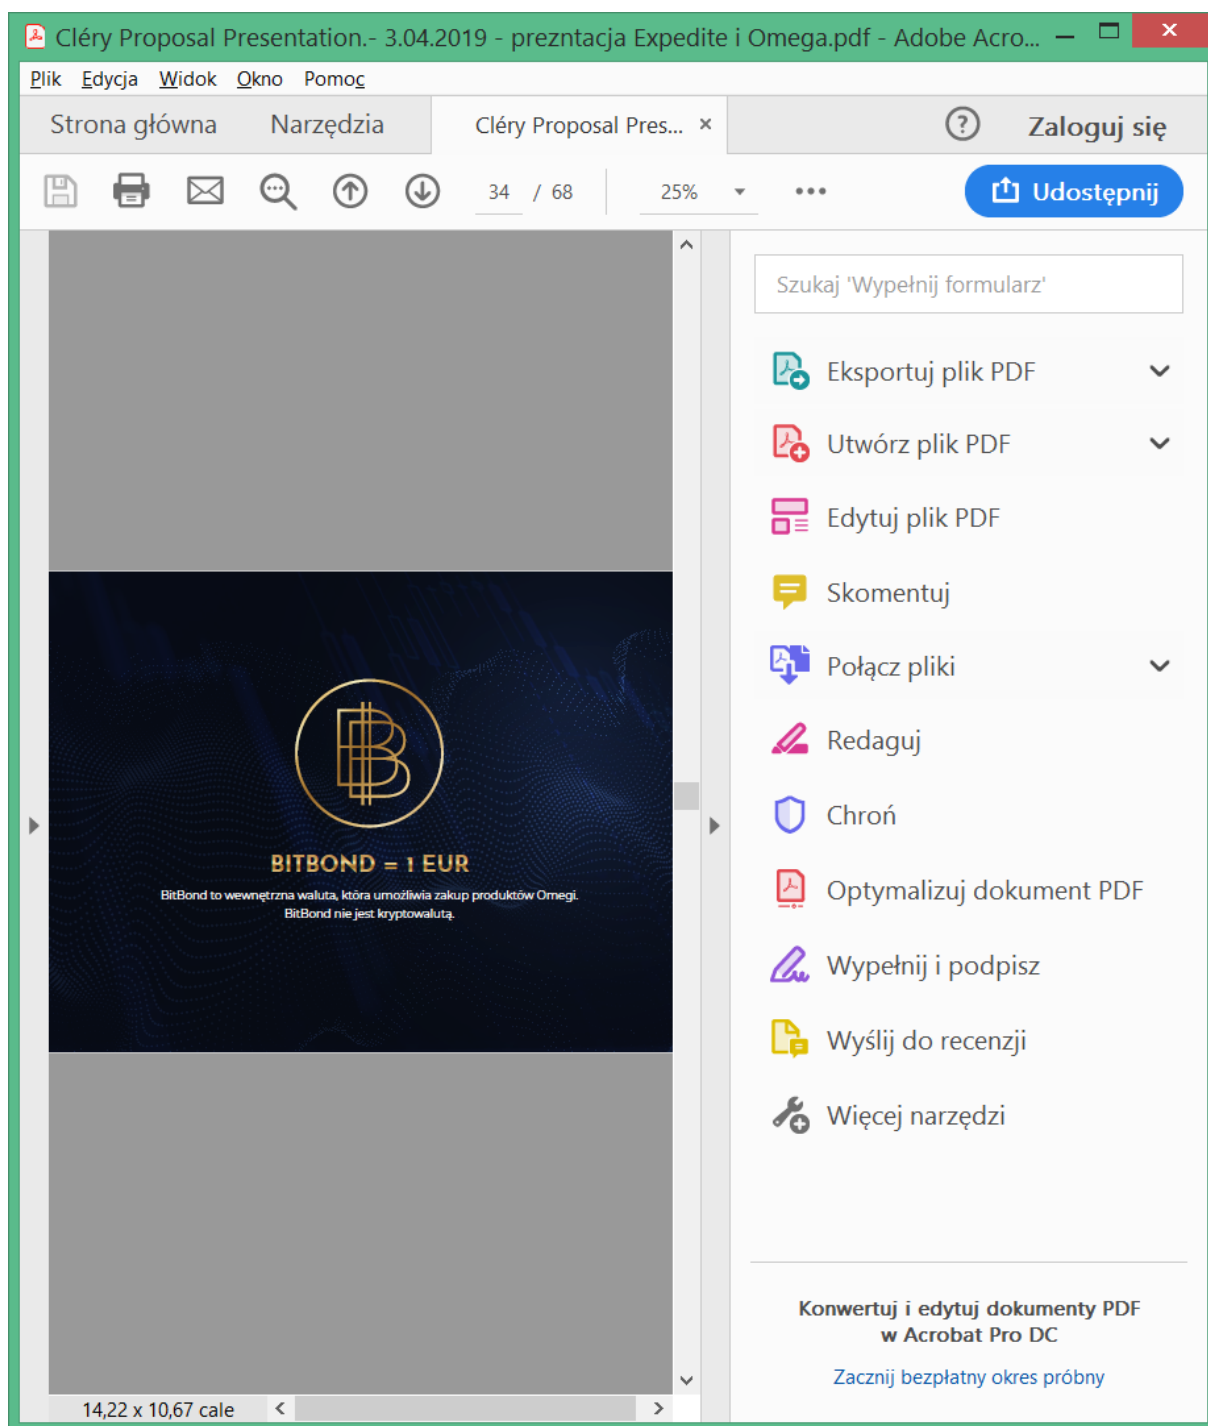 Cléry Proposal Presentation.- 3.04.2019 - prezntacja Expedite i Omega.pdf - Adobe Acro...
Plik Edycja Widok Okno Pomoc
Strona główna Narzędzia Cléry Proposal Pres... × ? Zaloguj się
34 / 68 25% Udostępnij
Szukaj 'Wypełnij formularz'
Eksportuj plik PDF
Utwórz plik PDF
Edytuj plik PDF
Skomentuj
Połącz pliki
Redaguj
Chroń
Optymalizuj dokument PDF
Wypełnij i podpisz
Wyślij do recenzji
Więcej narzędzi
BITBOND = 1 EUR
BitBond to wewnętrzna waluta, która umożliwia zakup produktów Omegi.
BitBond nie jest kryptowalutą.
Konwertuj i edytuj dokumenty PDF
w Acrobat Pro DC
Zacznij bezpłatny okres próbny
14,22 x 10,67 cale